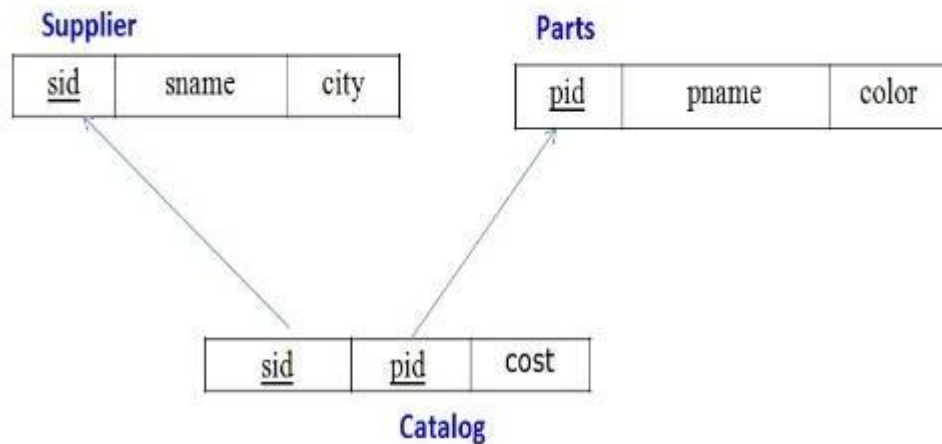 Supplier
Parts
sid sname city
pid pname color
sid pid cost
Catalog